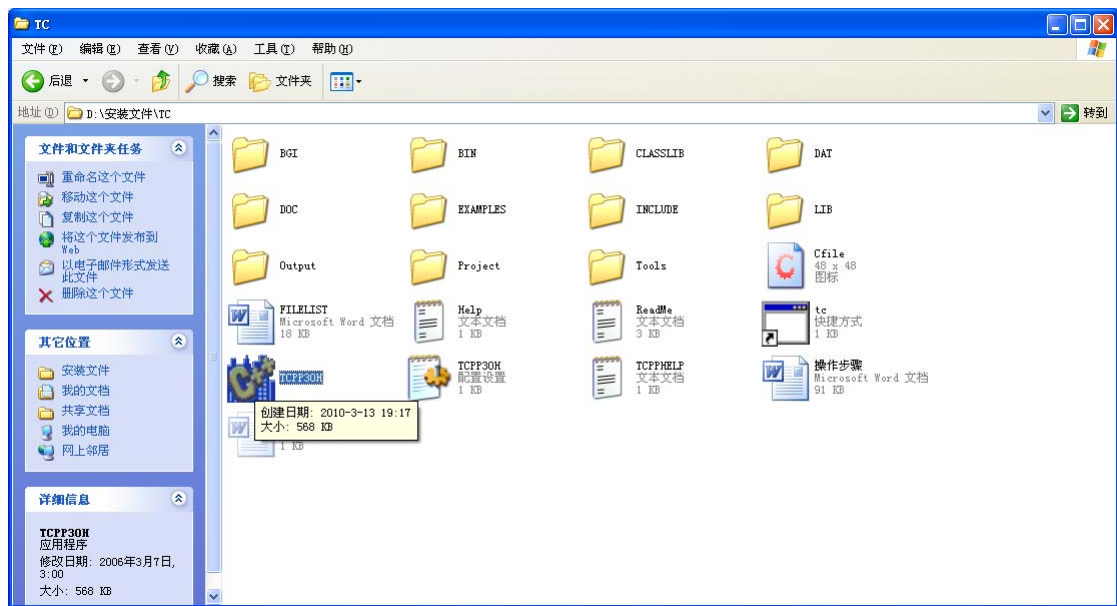 TC
文件(F) 编辑(E) 查看(V) 收藏(A) 工具(T) 帮助(H)
后退 搜索 文件夹
地址(D) D:\安装文件\TC 转到
文件和文件夹任务
重命名这个文件
移动这个文件
复制这个文件
将这个文件发布到
Web
以电子邮件形式发送
此文件
删除这个文件
其它位置
安装文件
我的文档
共享文档
我的电脑
网上邻居
详细信息
TCPP30H
应用程序
修改日期: 2006年3月7日,
3:00
大小: 568 KB
BGI BIN CLASSLIB DAT
DOC EXAMPLES INCLUDE LIB
Output Project Tools
Cfile
48 x 48
图标
FILELIST
Microsoft Word 文档
18 KB
Help
文本文档
1 KB
ReadMe
文本文档
3 KB
tc
快捷方式
1 KB
TCPP30H
TCPP30H
配置设置
1 KB
TCPPHELP
文本文档
1 KB
操作步骤
Microsoft Word 文档
91 KB
创建日期: 2010-3-13 19:17
大小: 568 KB
1 KB